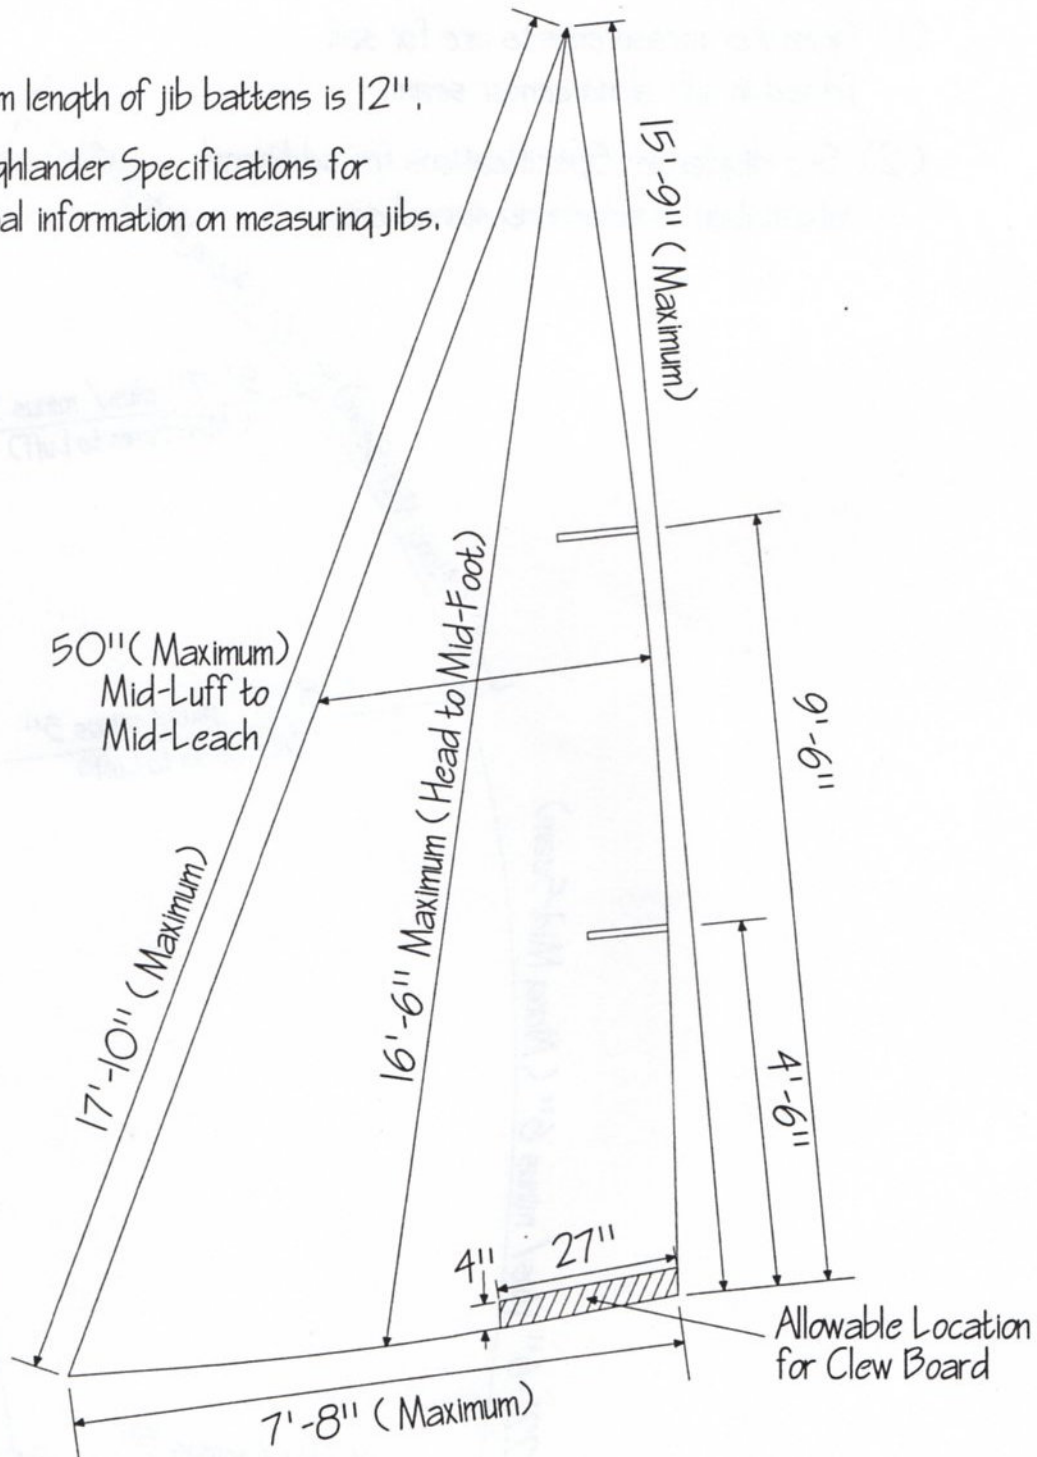 m length of jib battens is 12".
ghlander Specifications for
al information on measuring jibs.
15'-9" (Maximum)
50" (Maximum)
Mid-Luff to
Mid-Leach
16'-6" Maximum (Head to Mid-Foot)
9'-6"
17'-10" (Maximum)
4'-6"
4"
27"
Allowable Location
for Clew Board
7'-8" (Maximum)